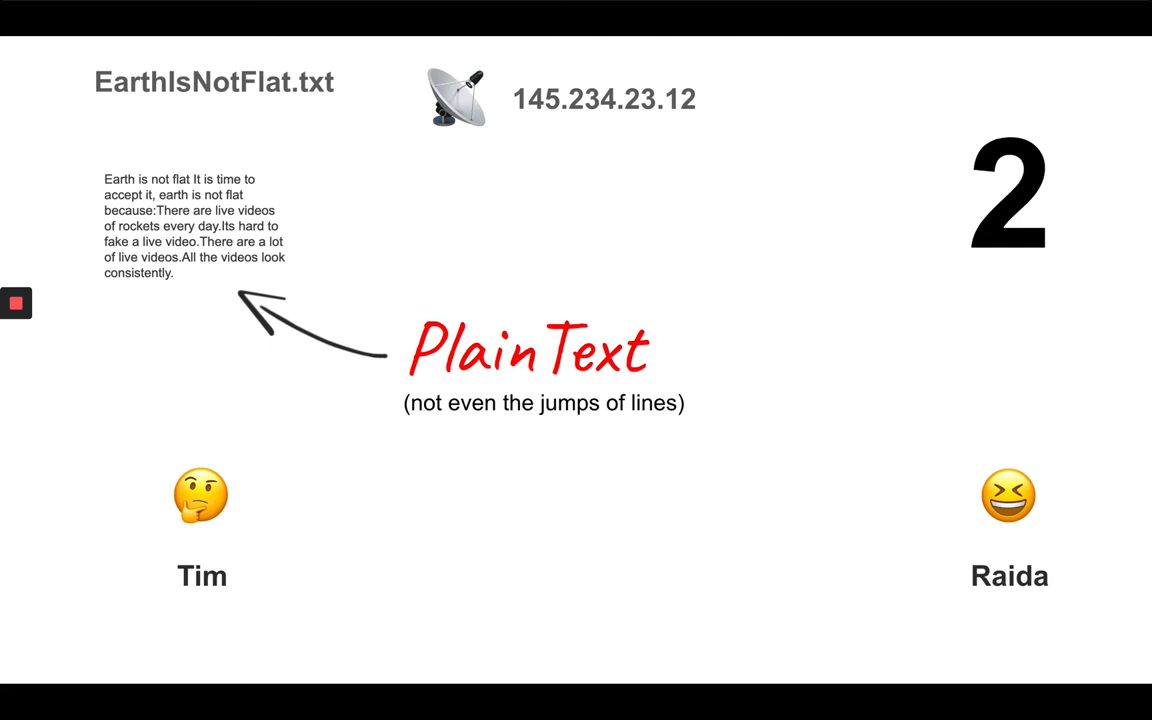 EarthIsNotFlat.txt
145.234.23.12
2
Earth is not flat It is time to
accept it, earth is not flat
because:There are live videos
of rockets every day.Its hard to
fake a live video.There are a lot
of live videos.All the videos look
consistently.
PlainText
(not even the jumps of lines)
Tim
Raida